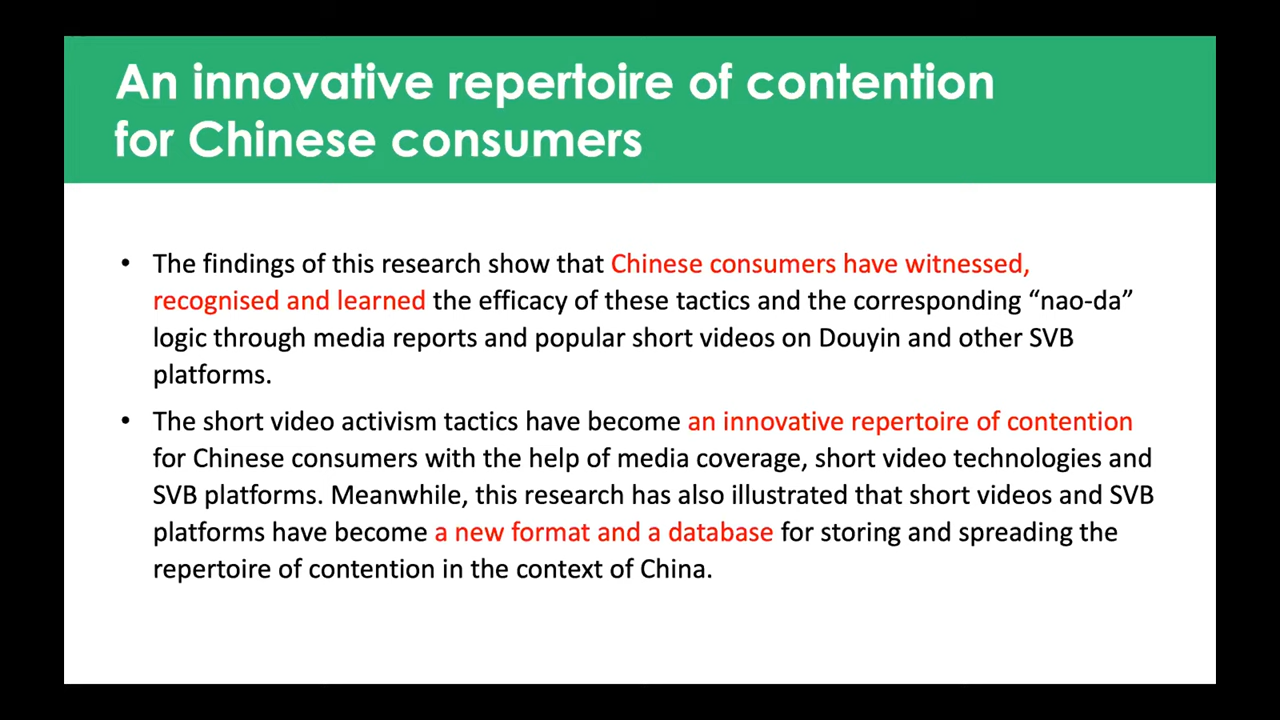 An innovative repertoire of contention
for Chinese consumers
• The findings of this research show that Chinese consumers have witnessed,
recognised and learned the efficacy of these tactics and the corresponding “nao-da”
logic through media reports and popular short videos on Douyin and other SVB
platforms.
• The short video activism tactics have become an innovative repertoire of contention
for Chinese consumers with the help of media coverage, short video technologies and
SVB platforms. Meanwhile, this research has also illustrated that short videos and SVB
platforms have become a new format and a database for storing and spreading the
repertoire of contention in the context of China.